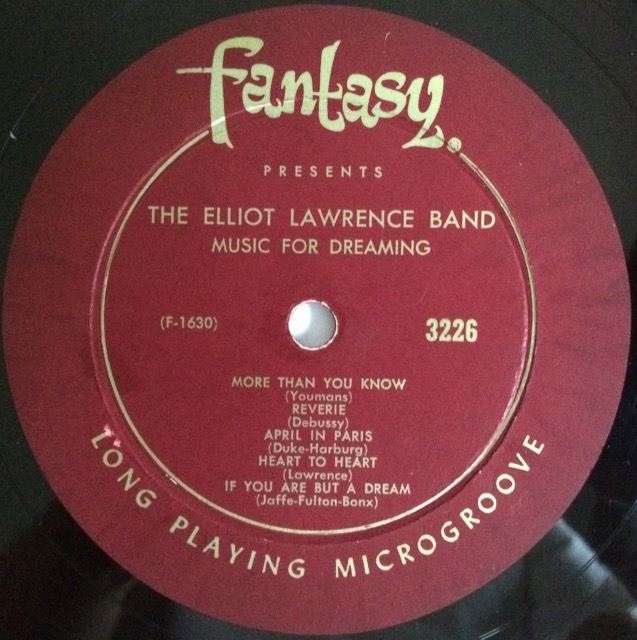 fantasy.
PRESENTS
THE ELLIOT LAWRENCE BAND
MUSIC FOR DREAMING
(F-1630)
3226
MORE THAN YOU KNOW
(Youmans)
REVERIE
(Debussy)
APRIL IN PARIS
(Duke-Harburg)
HEART TO HEART
(Lawrence)
IF YOU ARE BUT A DREAM
(Jaffe-Fulton-Bonx)
LONG PLAYING MICROGROOVE